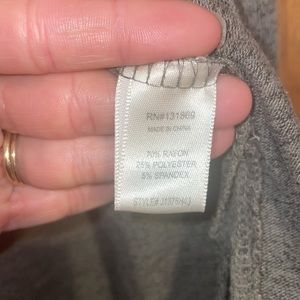 RN#131869
MADE IN CHINA
70% RAYON
25% POLYESTER
5% SPANDEX
STYLE#